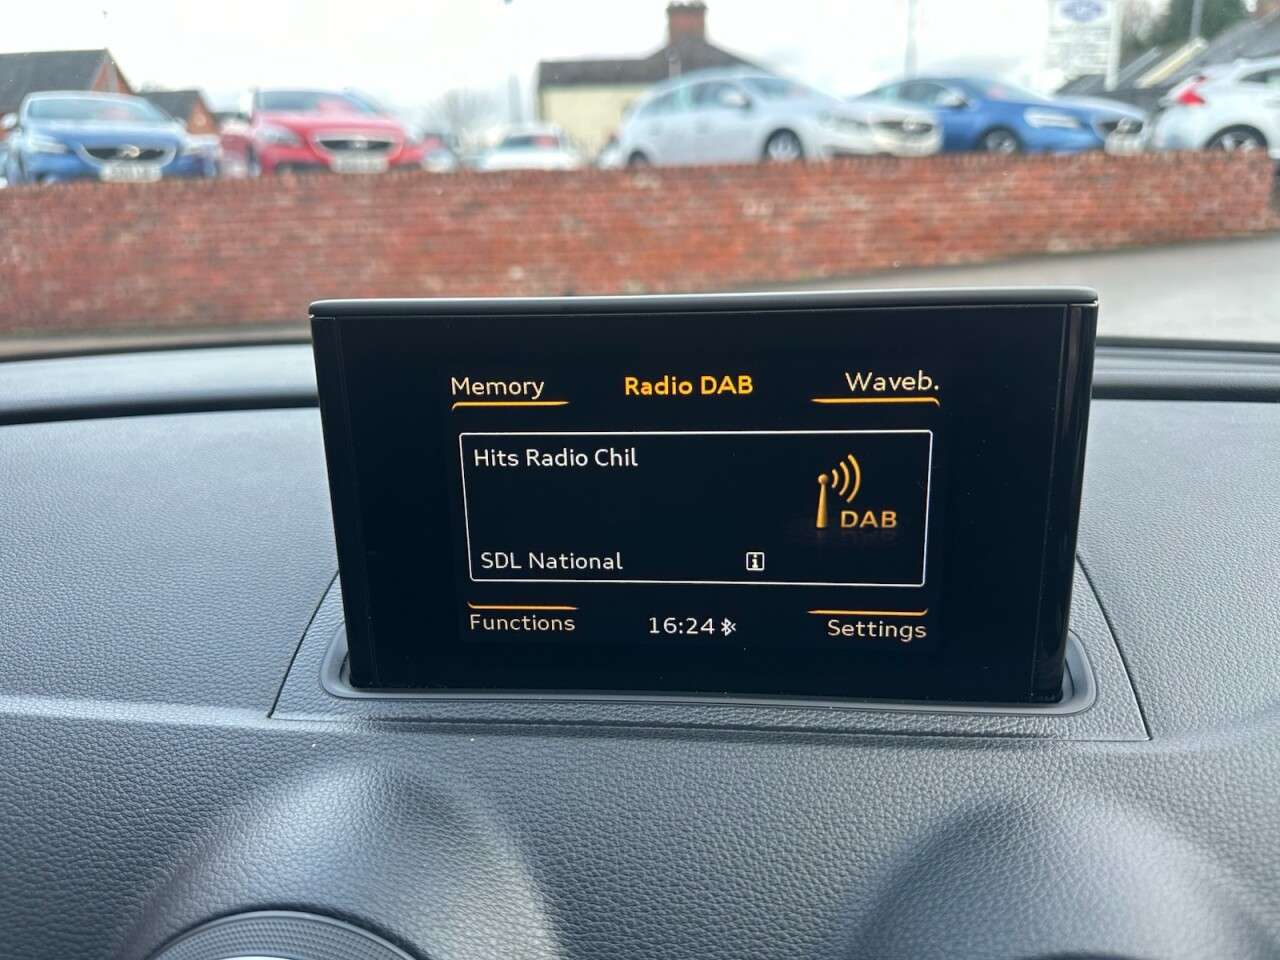 Memory
Radio DAB
Waveb.
Hits Radio Chil
DAB
SDL National
i
Functions
16:24
Settings